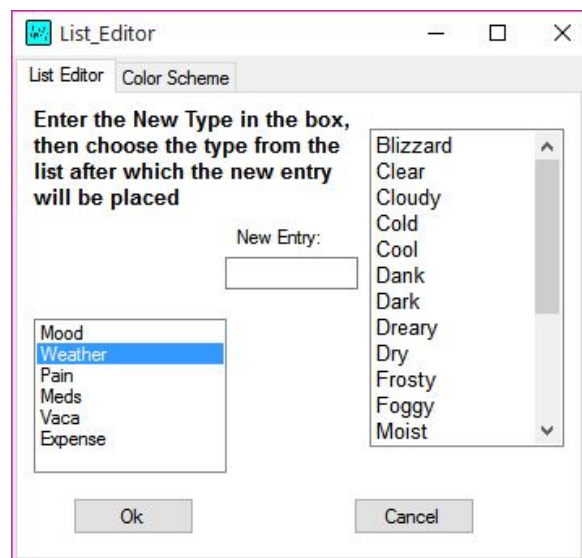 List_Editor
List Editor
Color Scheme
Enter the New Type in the box,
then choose the type from the
list after which the new entry
will be placed
New Entry:
Blizzard
Clear
Cloudy
Cold
Cool
Dank
Dark
Dreary
Dry
Frosty
Foggy
Moist
Mood
Weather
Pain
Meds
Vaca
Expense
Ok
Cancel